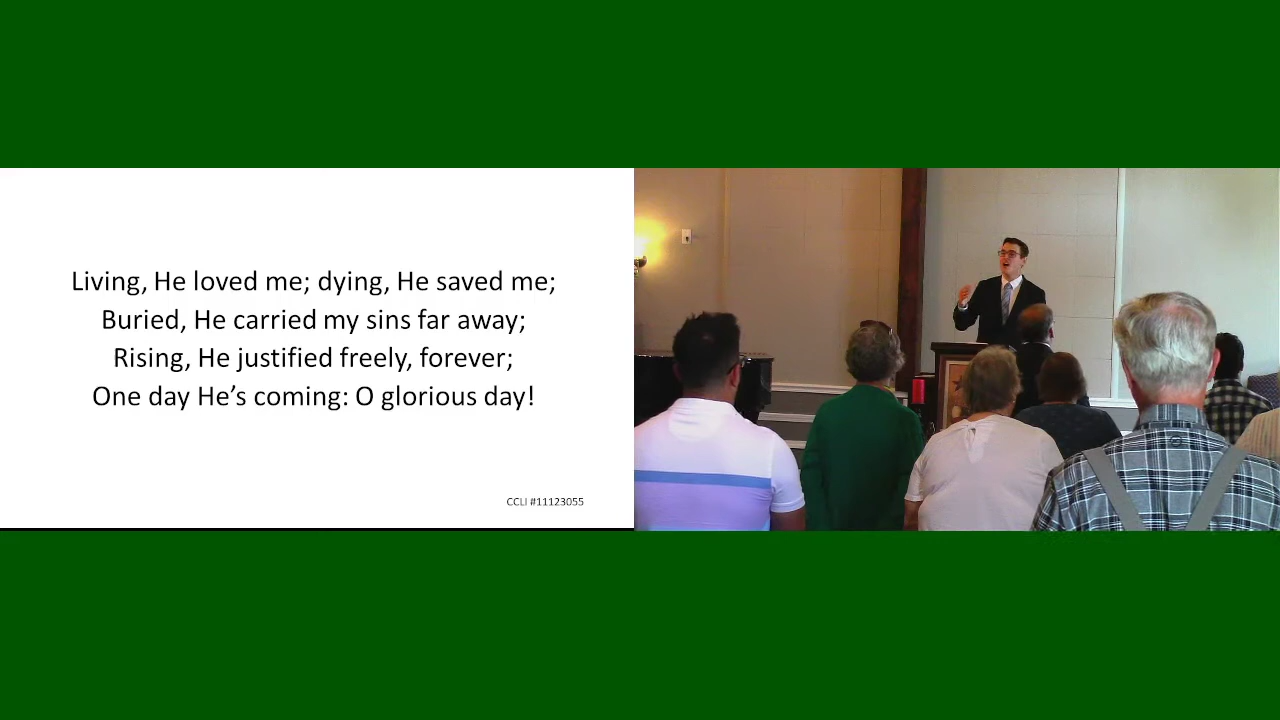 Living, He loved me; dying, He saved me;
Buried, He carried my sins far away;
Rising, He justified freely, forever;
One day He’s coming: O glorious day!
CCLI #11123055